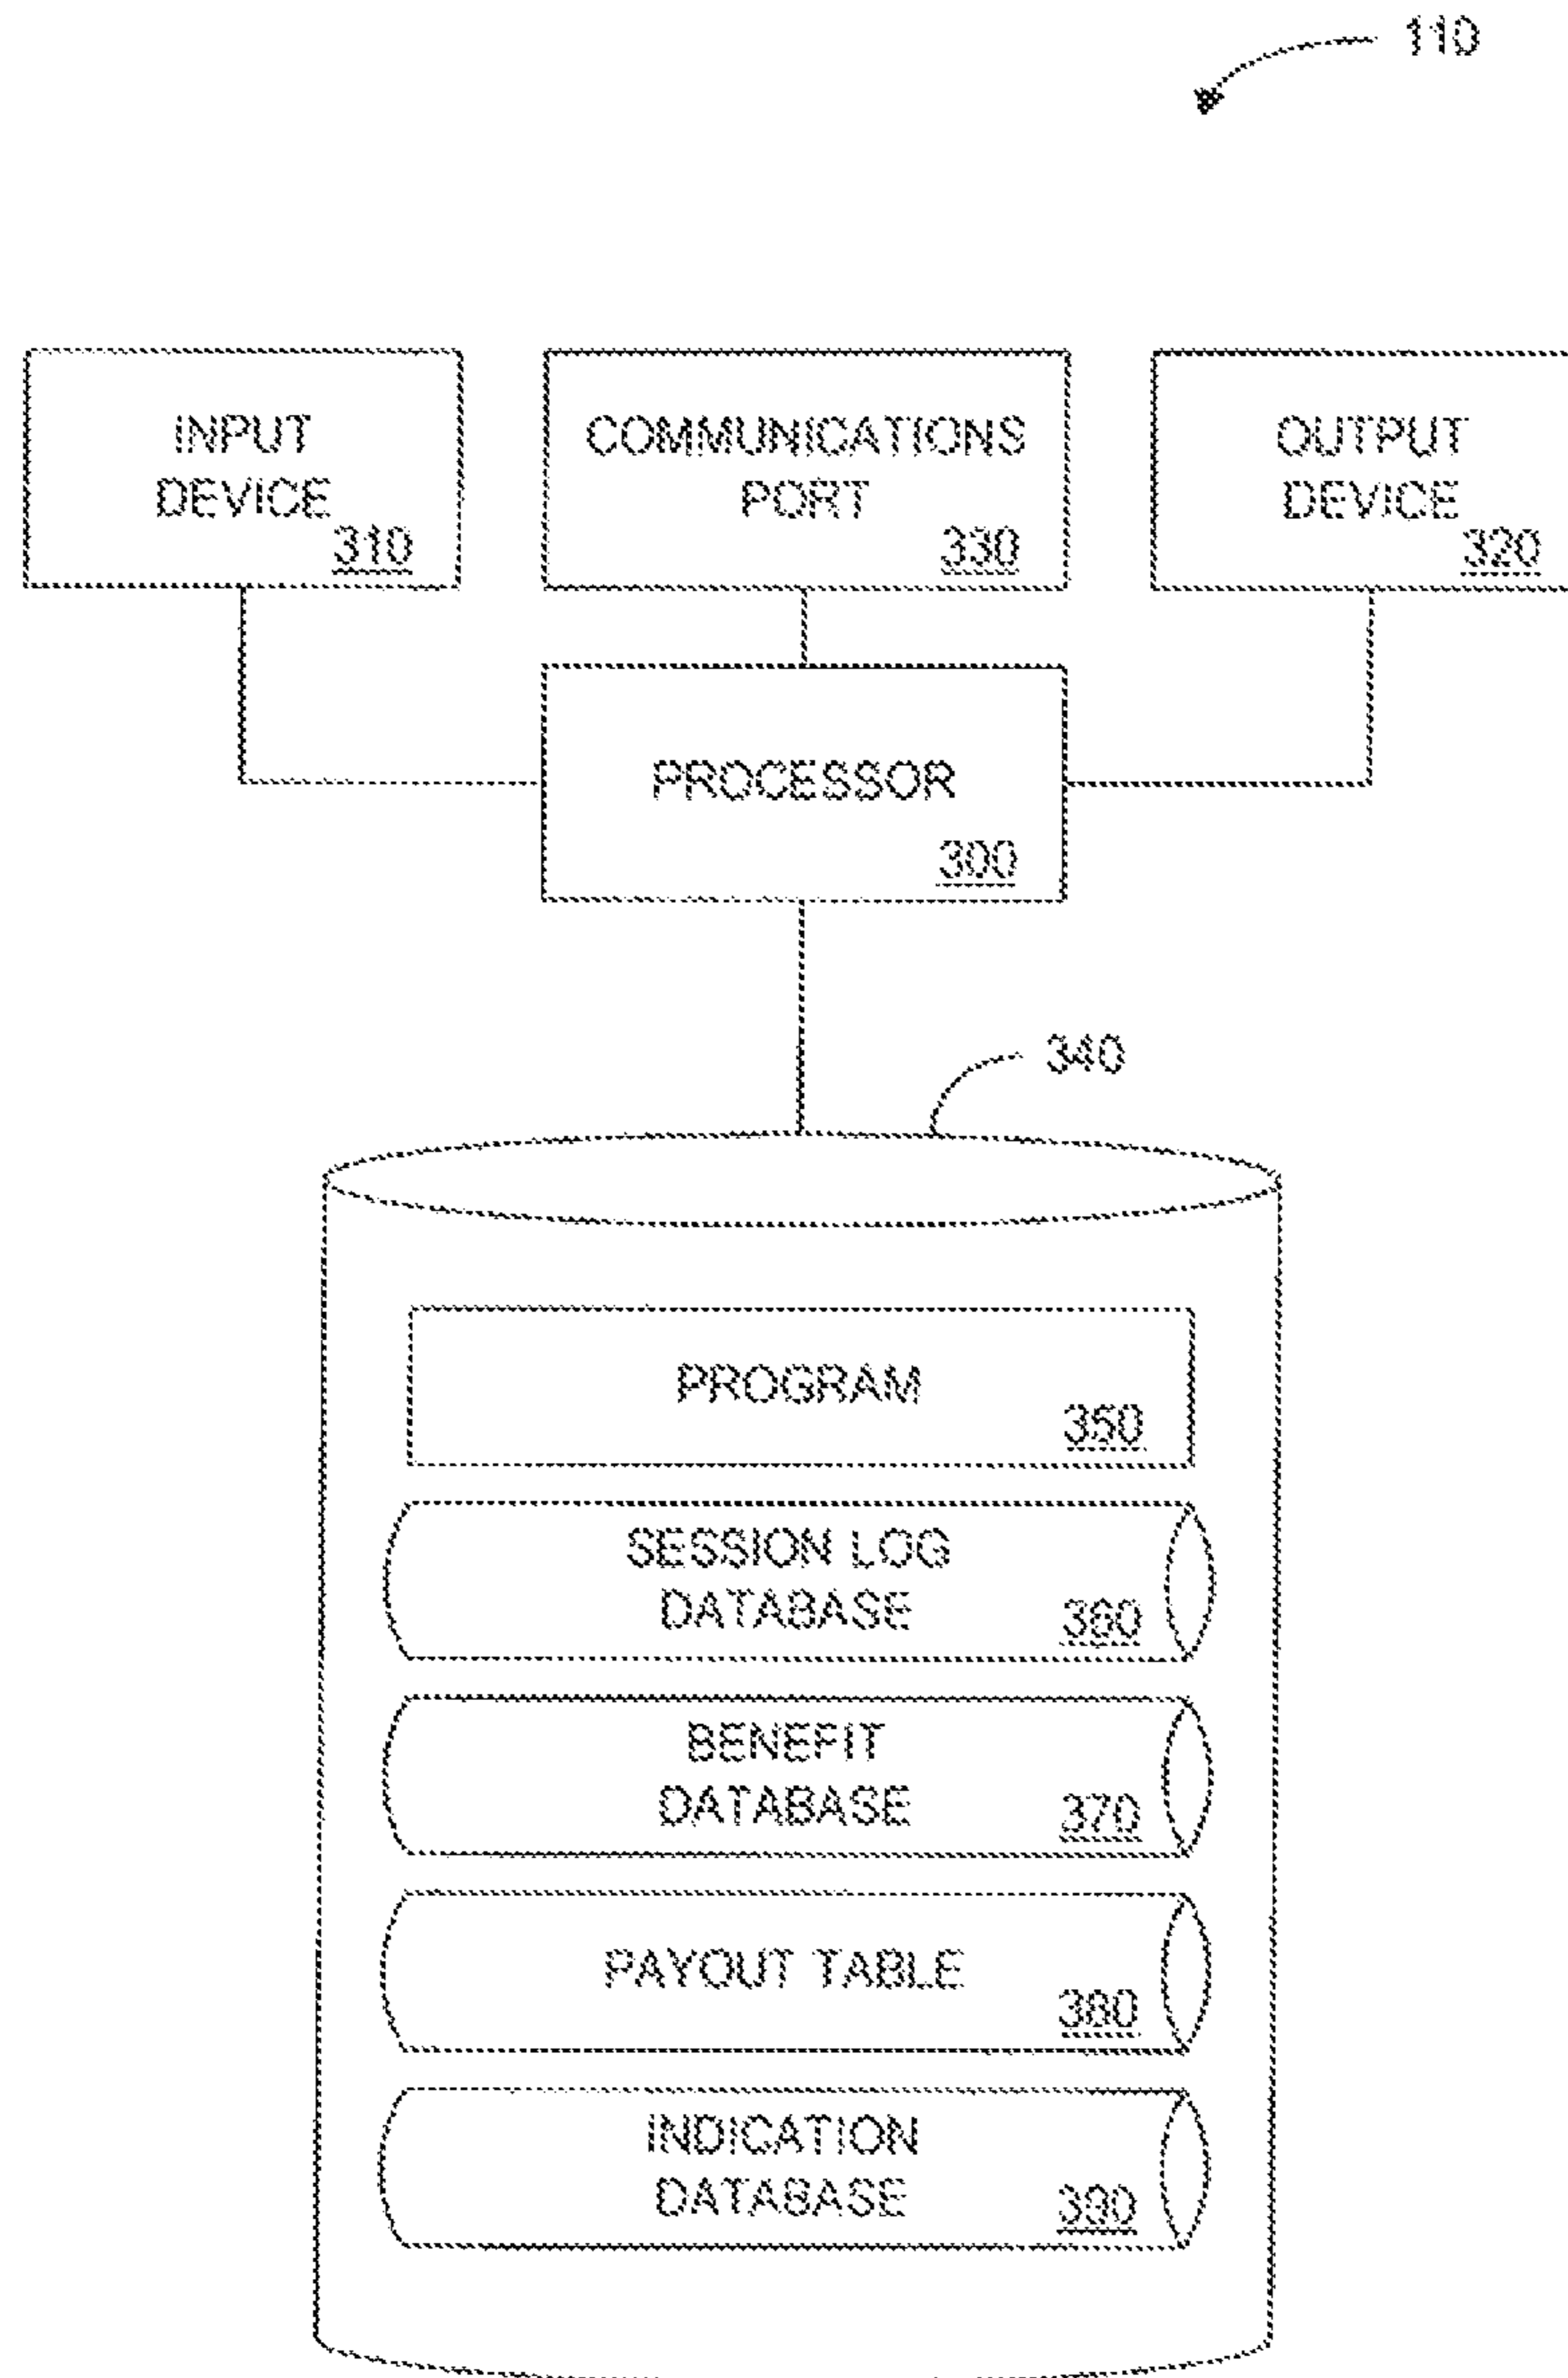 110
INPUT
DEVICE
310
COMMUNICATIONS
PORT
330
OUTPUT
DEVICE
320
PROCESSOR
300
340
PROGRAM
350
SESSION LOG
DATABASE
360
BENEFIT
DATABASE
370
PAYOUT TABLE
380
INDICATION
DATABASE
390